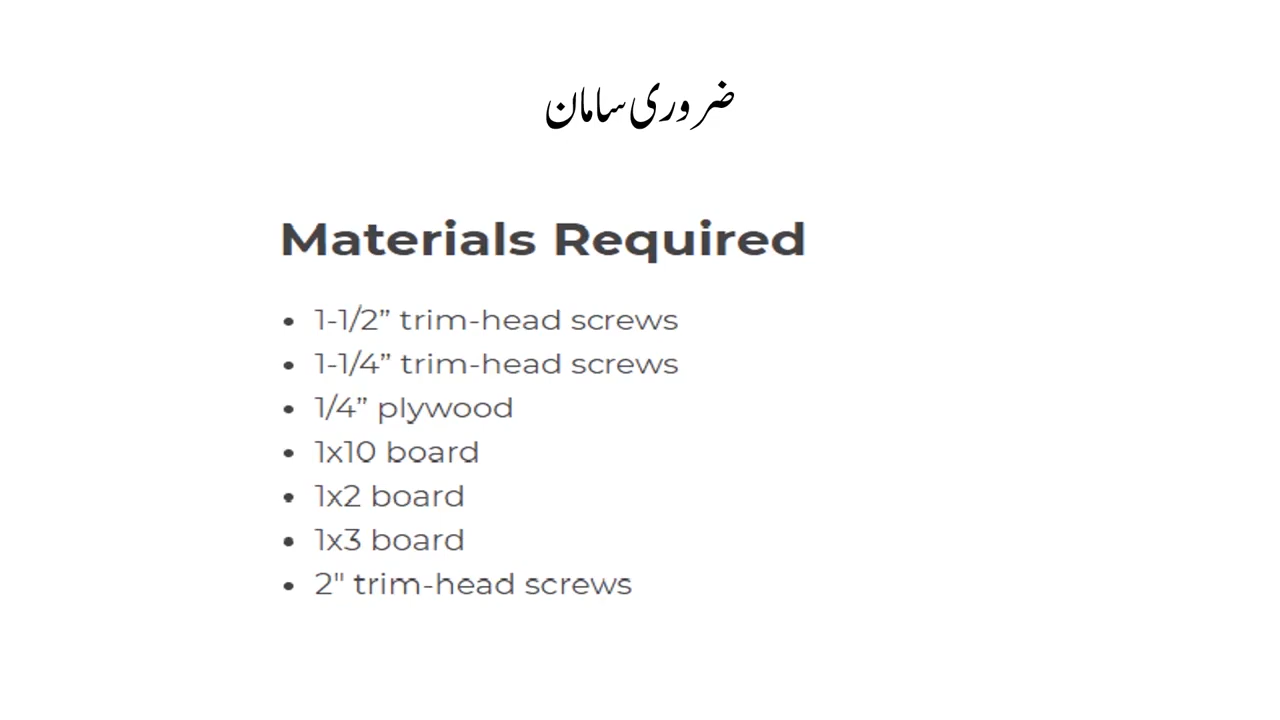 ضروری سامان
Materials Required
• 1-1/2” trim-head screws
• 1-1/4” trim-head screws
• 1/4” plywood
• 1x10 board
• 1x2 board
• 1x3 board
• 2" trim-head screws